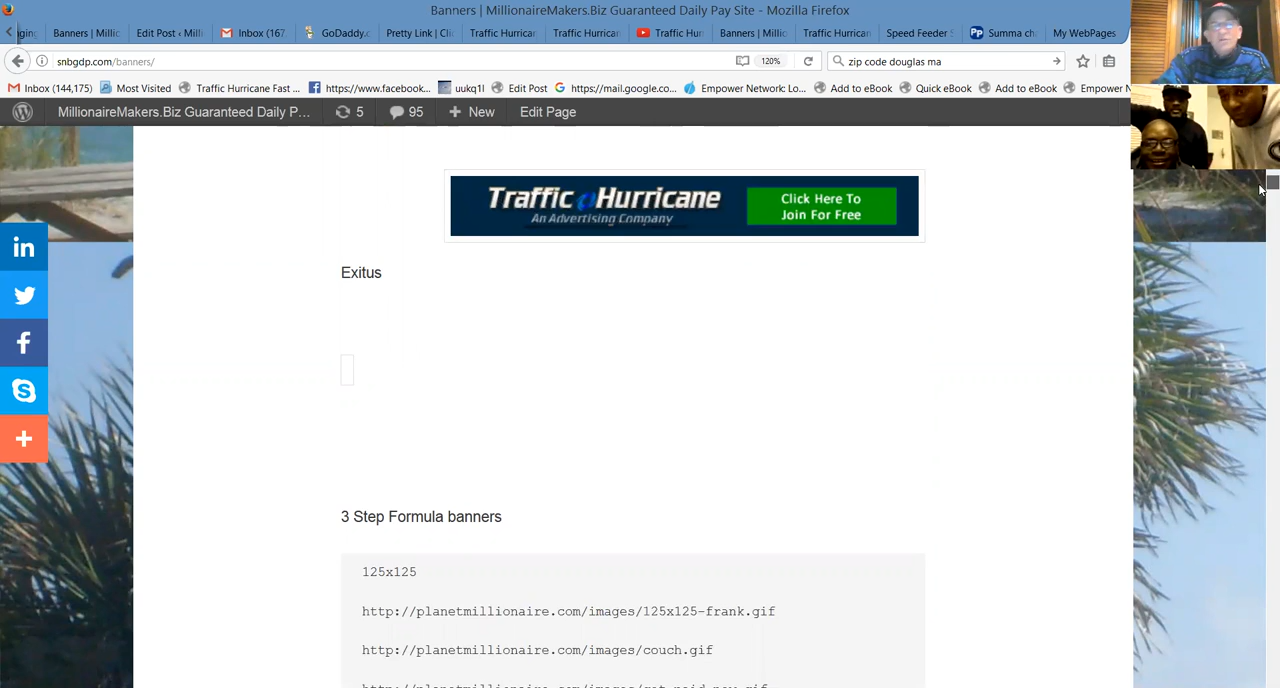 Banners | MillionaireMakers.Biz Guaranteed Daily Pay Site - Mozilla Firefox
Banners | Millic
Edit Post ‹ Milli
Inbox (167
GoDaddy.c
Pretty Link | Cli
Traffic Hurricar
Traffic Hurricar
Traffic Hur
Banners | Millic
Traffic Hurrican
Speed Feeder S
Pp Summa ch
My WebPages
snbgdp.com/banners/
120%
zip code douglas ma
Inbox (144,175)
Most Visited
Traffic Hurricane Fast ...
https://www.facebook...
uukq1l
Edit Post
https://mail.google.co...
Empower Network: Lo...
Add to eBook
Quick eBook
Add to eBook
Empower N
MillionaireMakers.Biz Guaranteed Daily P...
5
95
+ New
Edit Page
Traffic Hurricane
An Advertising Company
Click Here To
Join For Free
Exitus
3 Step Formula banners
125x125
http://planetmillionaire.com/images/125x125-frank.gif
http://planetmillionaire.com/images/couch.gif